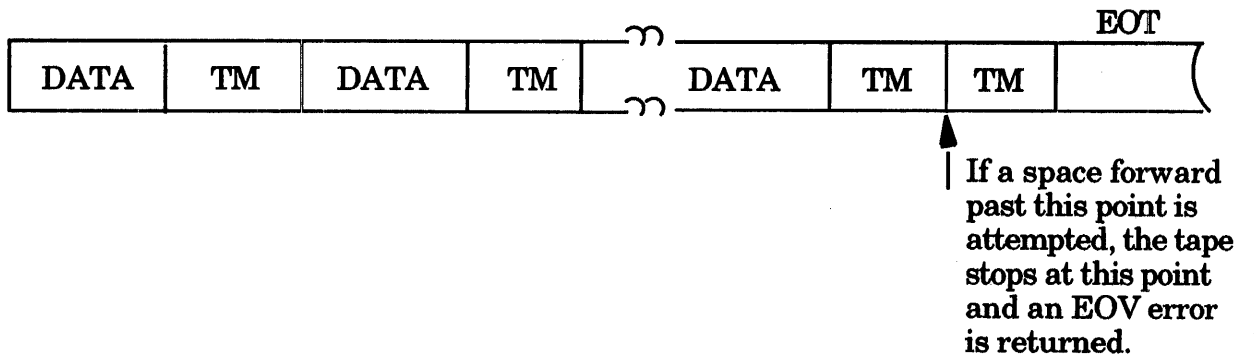 EOT
DATA TM DATA TM DATA TM TM
If a space forward
past this point is
attempted, the tape
stops at this point
and an EOV error
is returned.